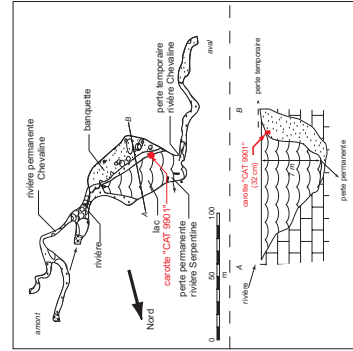 amont
rivière permanente
Chevaline
rivière
banquette
B
A
lac
carotte "CAT 9901"
perte permanente
rivière Serpentine
perte temporaire
rivière Chevaline
aval
Nord
0
50
100
m
A
B
rivière
perte temporaire
carotte "CAT 9901"
(32 cm)
m
perte permanente